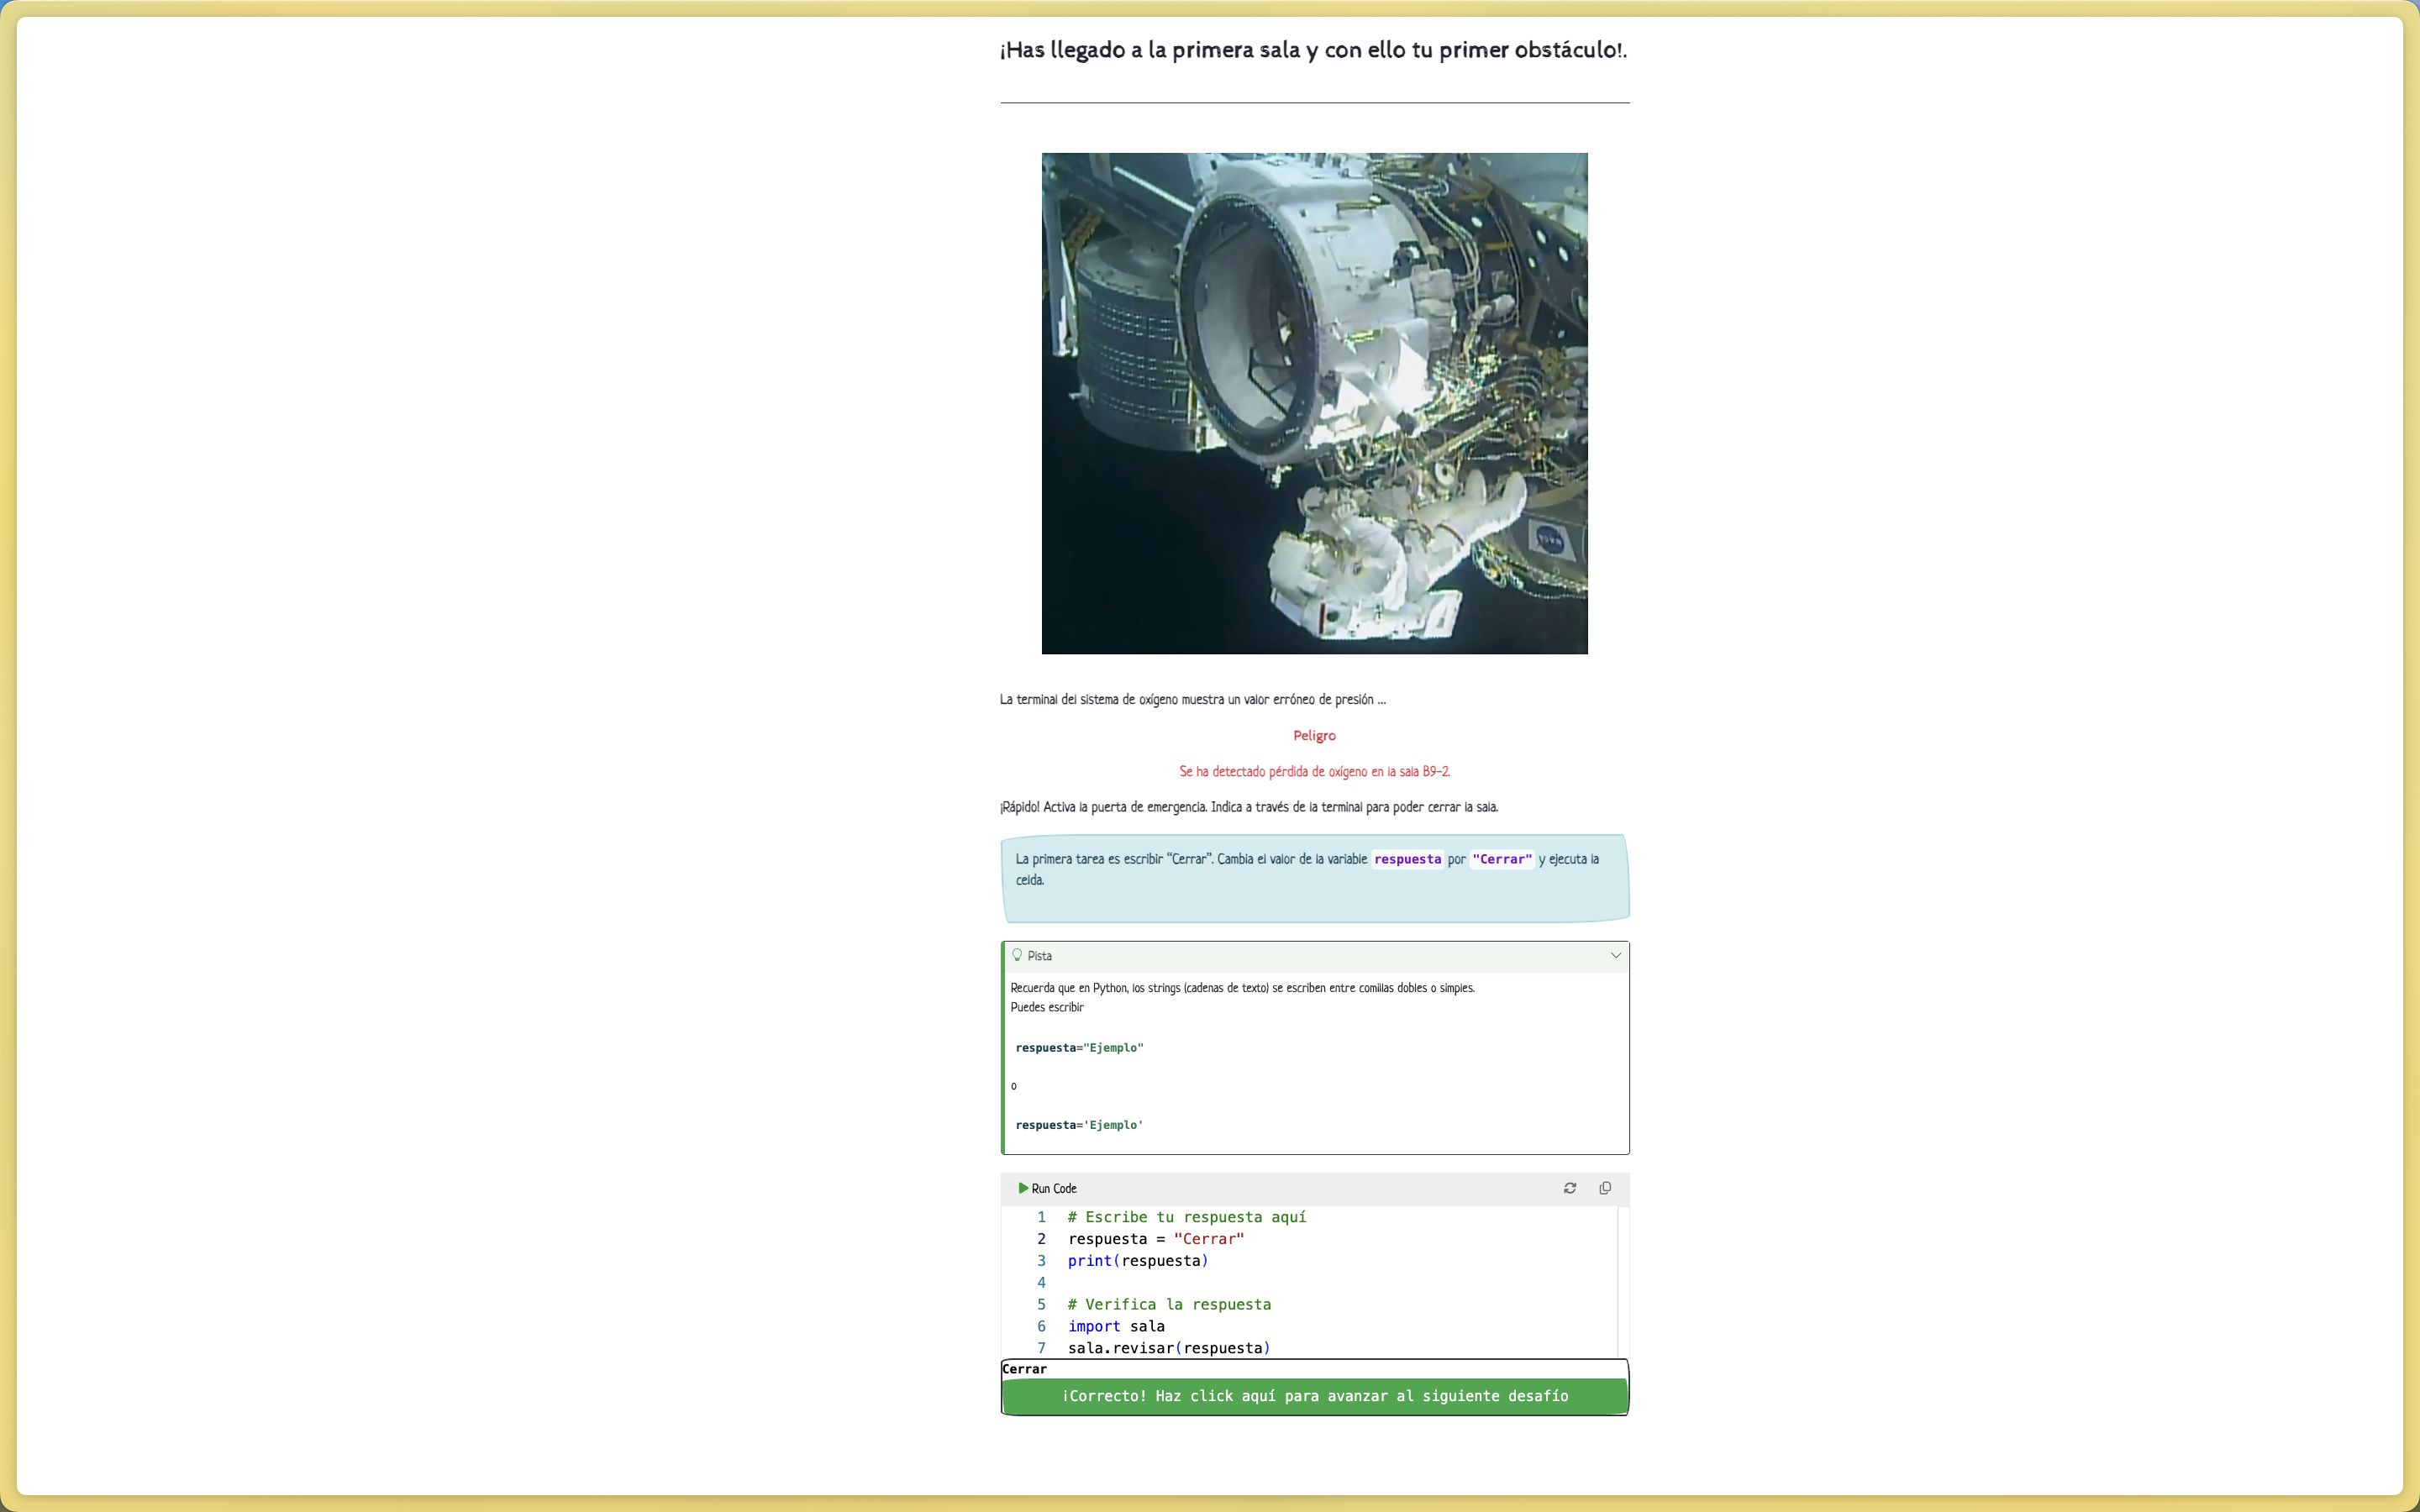 ¡Has llegado a la primera sala y con ello tu primer obstáculo!.
La terminal del sistema de oxígeno muestra un valor erróneo de presión ...
Peligro
Se ha detectado pérdida de oxígeno en la sala B9-2.
¡Rápido! Activa la puerta de emergencia. Indica a través de la terminal para poder cerrar la sala.
La primera tarea es escribir “Cerrar”. Cambia el valor de la variable respuesta por "Cerrar" y ejecuta la
celda.
Pista
Recuerda que en Python, los strings (cadenas de texto) se escriben entre comillas dobles o simples.
Puedes escribir
respuesta="Ejemplo"
o
respuesta='Ejemplo'
Run Code
1 # Escribe tu respuesta aquí
2 respuesta = "Cerrar"
3 print(respuesta)
4
5 # Verifica la respuesta
6 import sala
7 sala.revisar(respuesta)
Cerrar
¡Correcto! Haz click aquí para avanzar al siguiente desafío